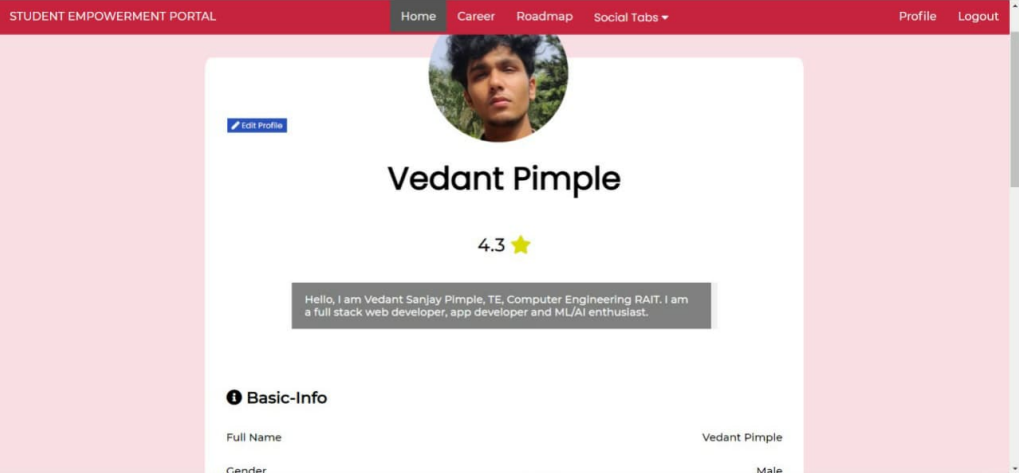 STUDENT EMPOWERMENT PORTAL Home Career Roadmap Social Tabs Profile Logout
Edit Profile
Vedant Pimple
4.3
Hello, I am Vedant Sanjay Pimple, TE, Computer Engineering RAIT. I am
a full stack web developer, app developer and ML/AI enthusiast.
Basic-Info
Full Name Vedant Pimple
Gender Male